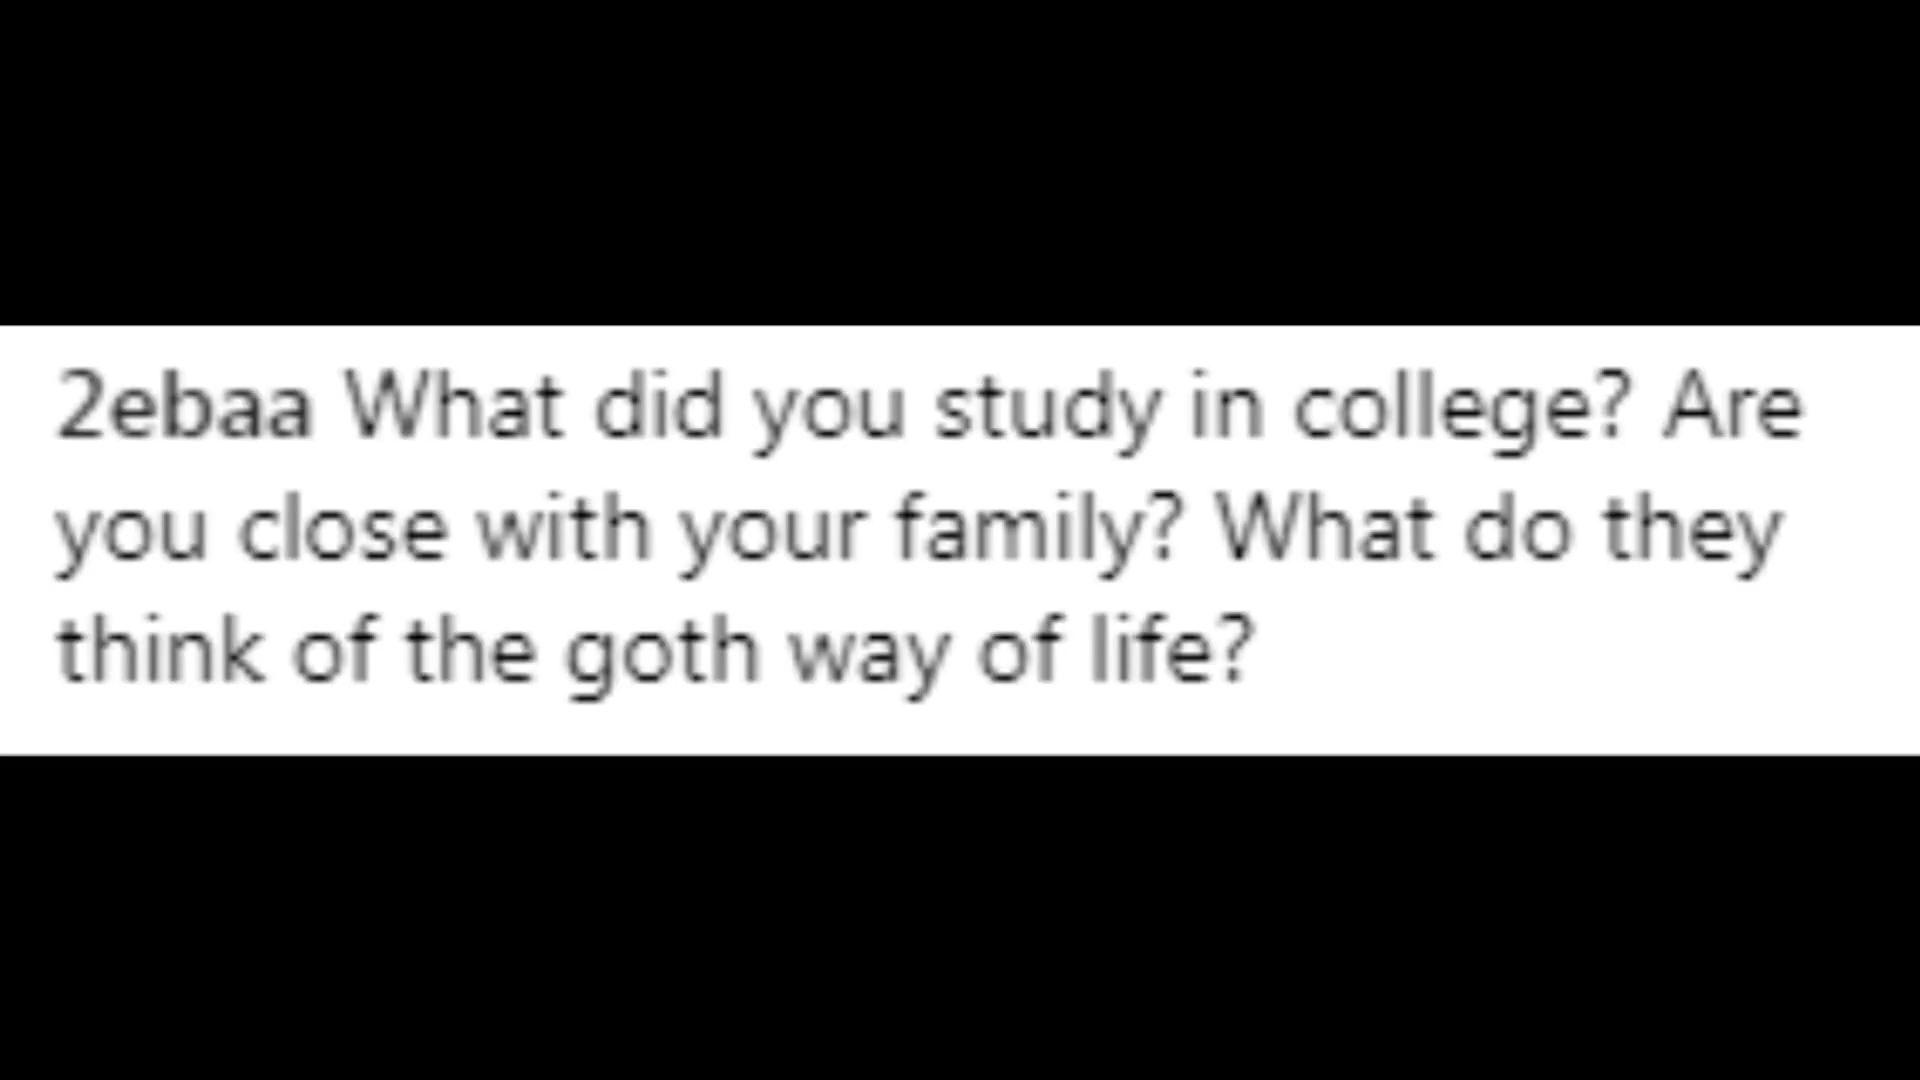 2ebaa What did you study in college? Are
you close with your family? What do they
think of the goth way of life?